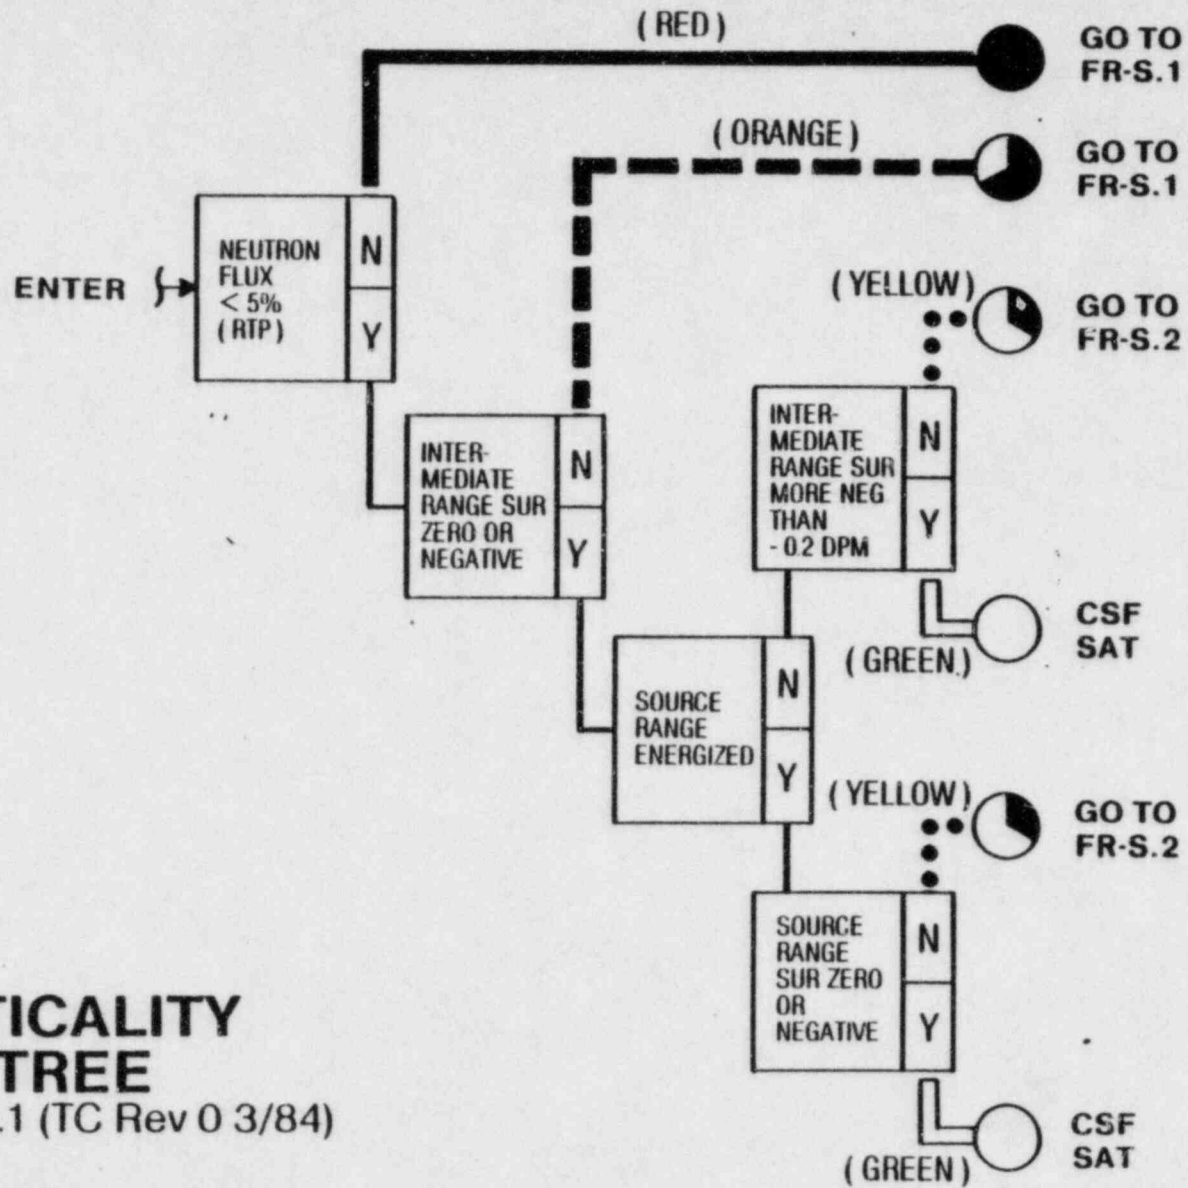 (RED)
GO TO
FR-S.1
(ORANGE)
GO TO
FR-S.1
ENTER
NEUTRON
FLUX
< 5%
(RTP)
N
Y
INTER-
MEDIATE
RANGE SUR
ZERO OR
NEGATIVE
N
Y
(YELLOW)
GO TO
FR-S.2
INTER-
MEDIATE
RANGE SUR
MORE NEG
THAN
- 0.2 DPM
N
Y
(GREEN)
CSF
SAT
SOURCE
RANGE
ENERGIZED
N
Y
(YELLOW)
GO TO
FR-S.2
SOURCE
RANGE
SUR ZERO
OR
NEGATIVE
N
Y
(GREEN)
CSF
SAT
TICALITY
TREE
.1 (TC Rev 0 3/84)